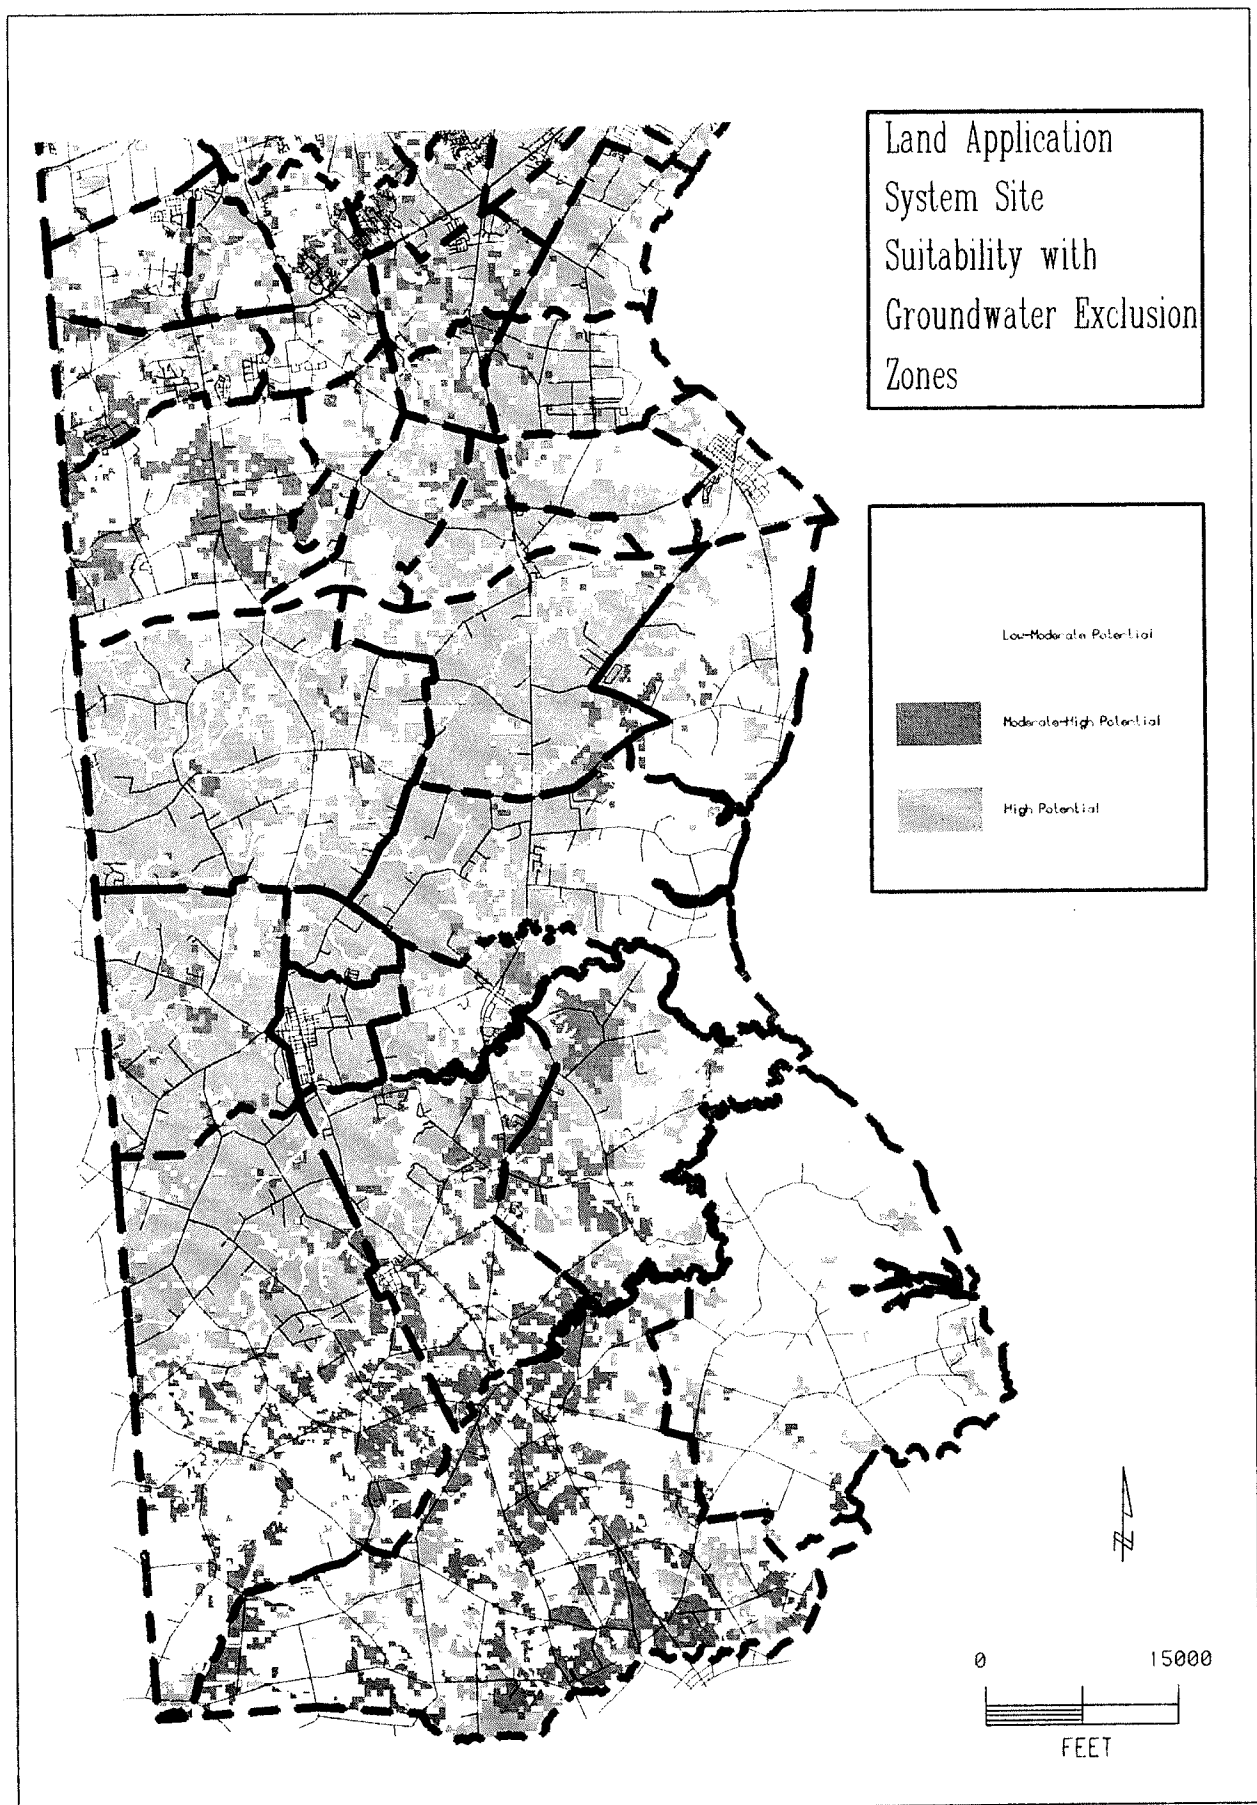 Land Application
System Site
Suitability with
Groundwater Exclusion
Zones
Low-Moderate Potential
Moderate-High Potential
High Potential
N
0 15000
FEET